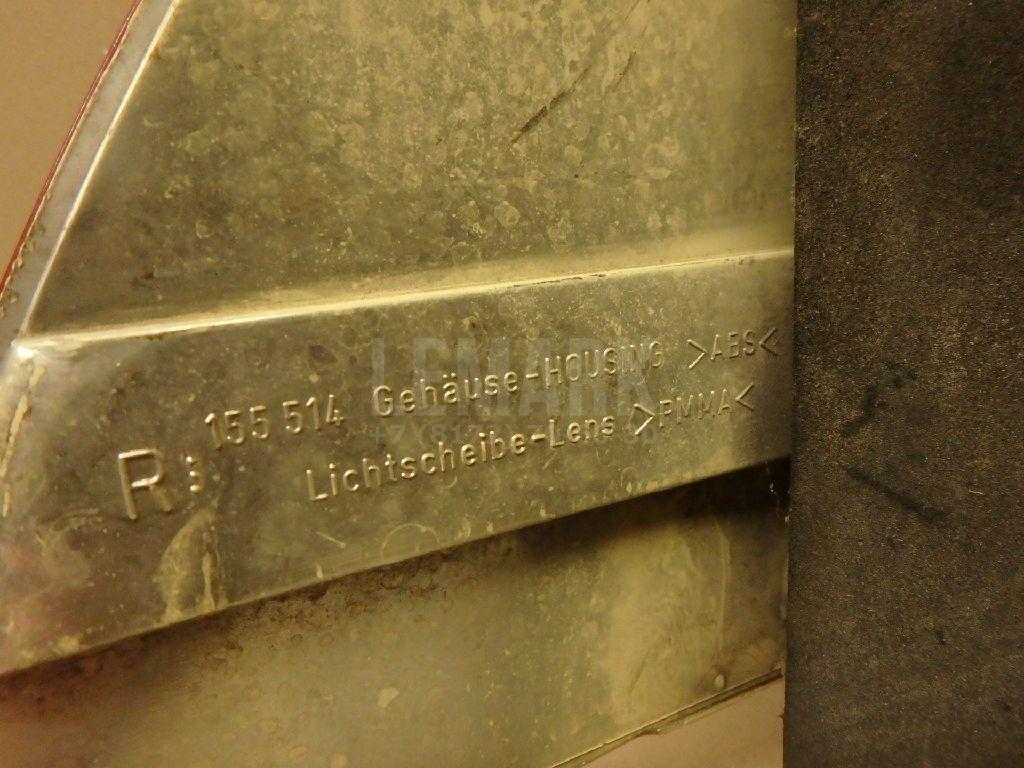 155 514 Gehäuse-HOUSING >ABS<
R
Lichtscheibe-Lens >PMMA<
LEMARK